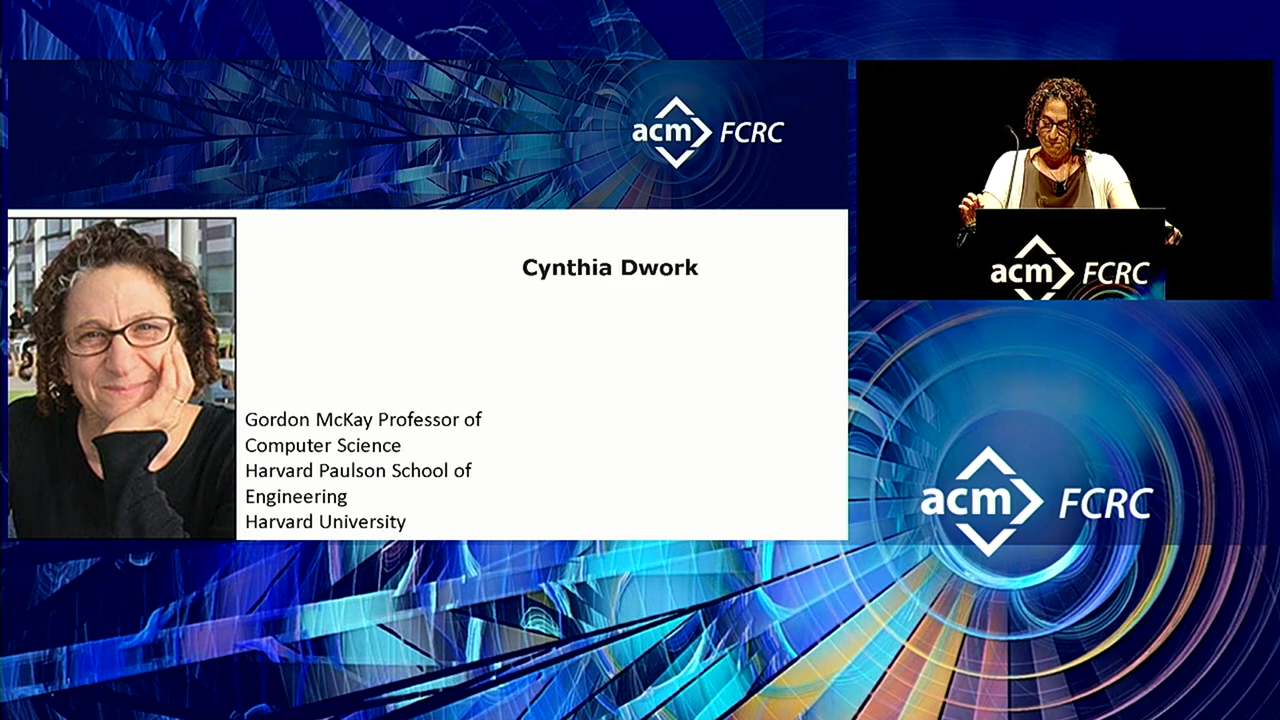 acm FCRC
Cynthia Dwork
Gordon McKay Professor of
Computer Science
Harvard Paulson School of
Engineering
Harvard University
acm FCRC
acm FCRC